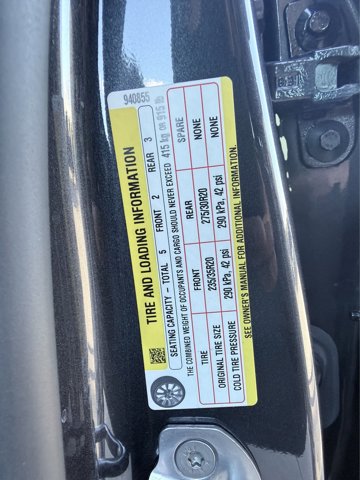 940855
TIRE AND LOADING INFORMATION
SEATING CAPACITY - TOTAL 5 FRONT 2 REAR 3
THE COMBINED WEIGHT OF OCCUPANTS AND CARGO SHOULD NEVER EXCEED 415 kg OR 915 lb
TIRE FRONT REAR SPARE
ORIGINAL TIRE SIZE 235/35R20 275/30R20 NONE
COLD TIRE PRESSURE 290 kPa, 42 psi 290 kPa, 42 psi NONE
SEE OWNER'S MANUAL FOR ADDITIONAL INFORMATION.